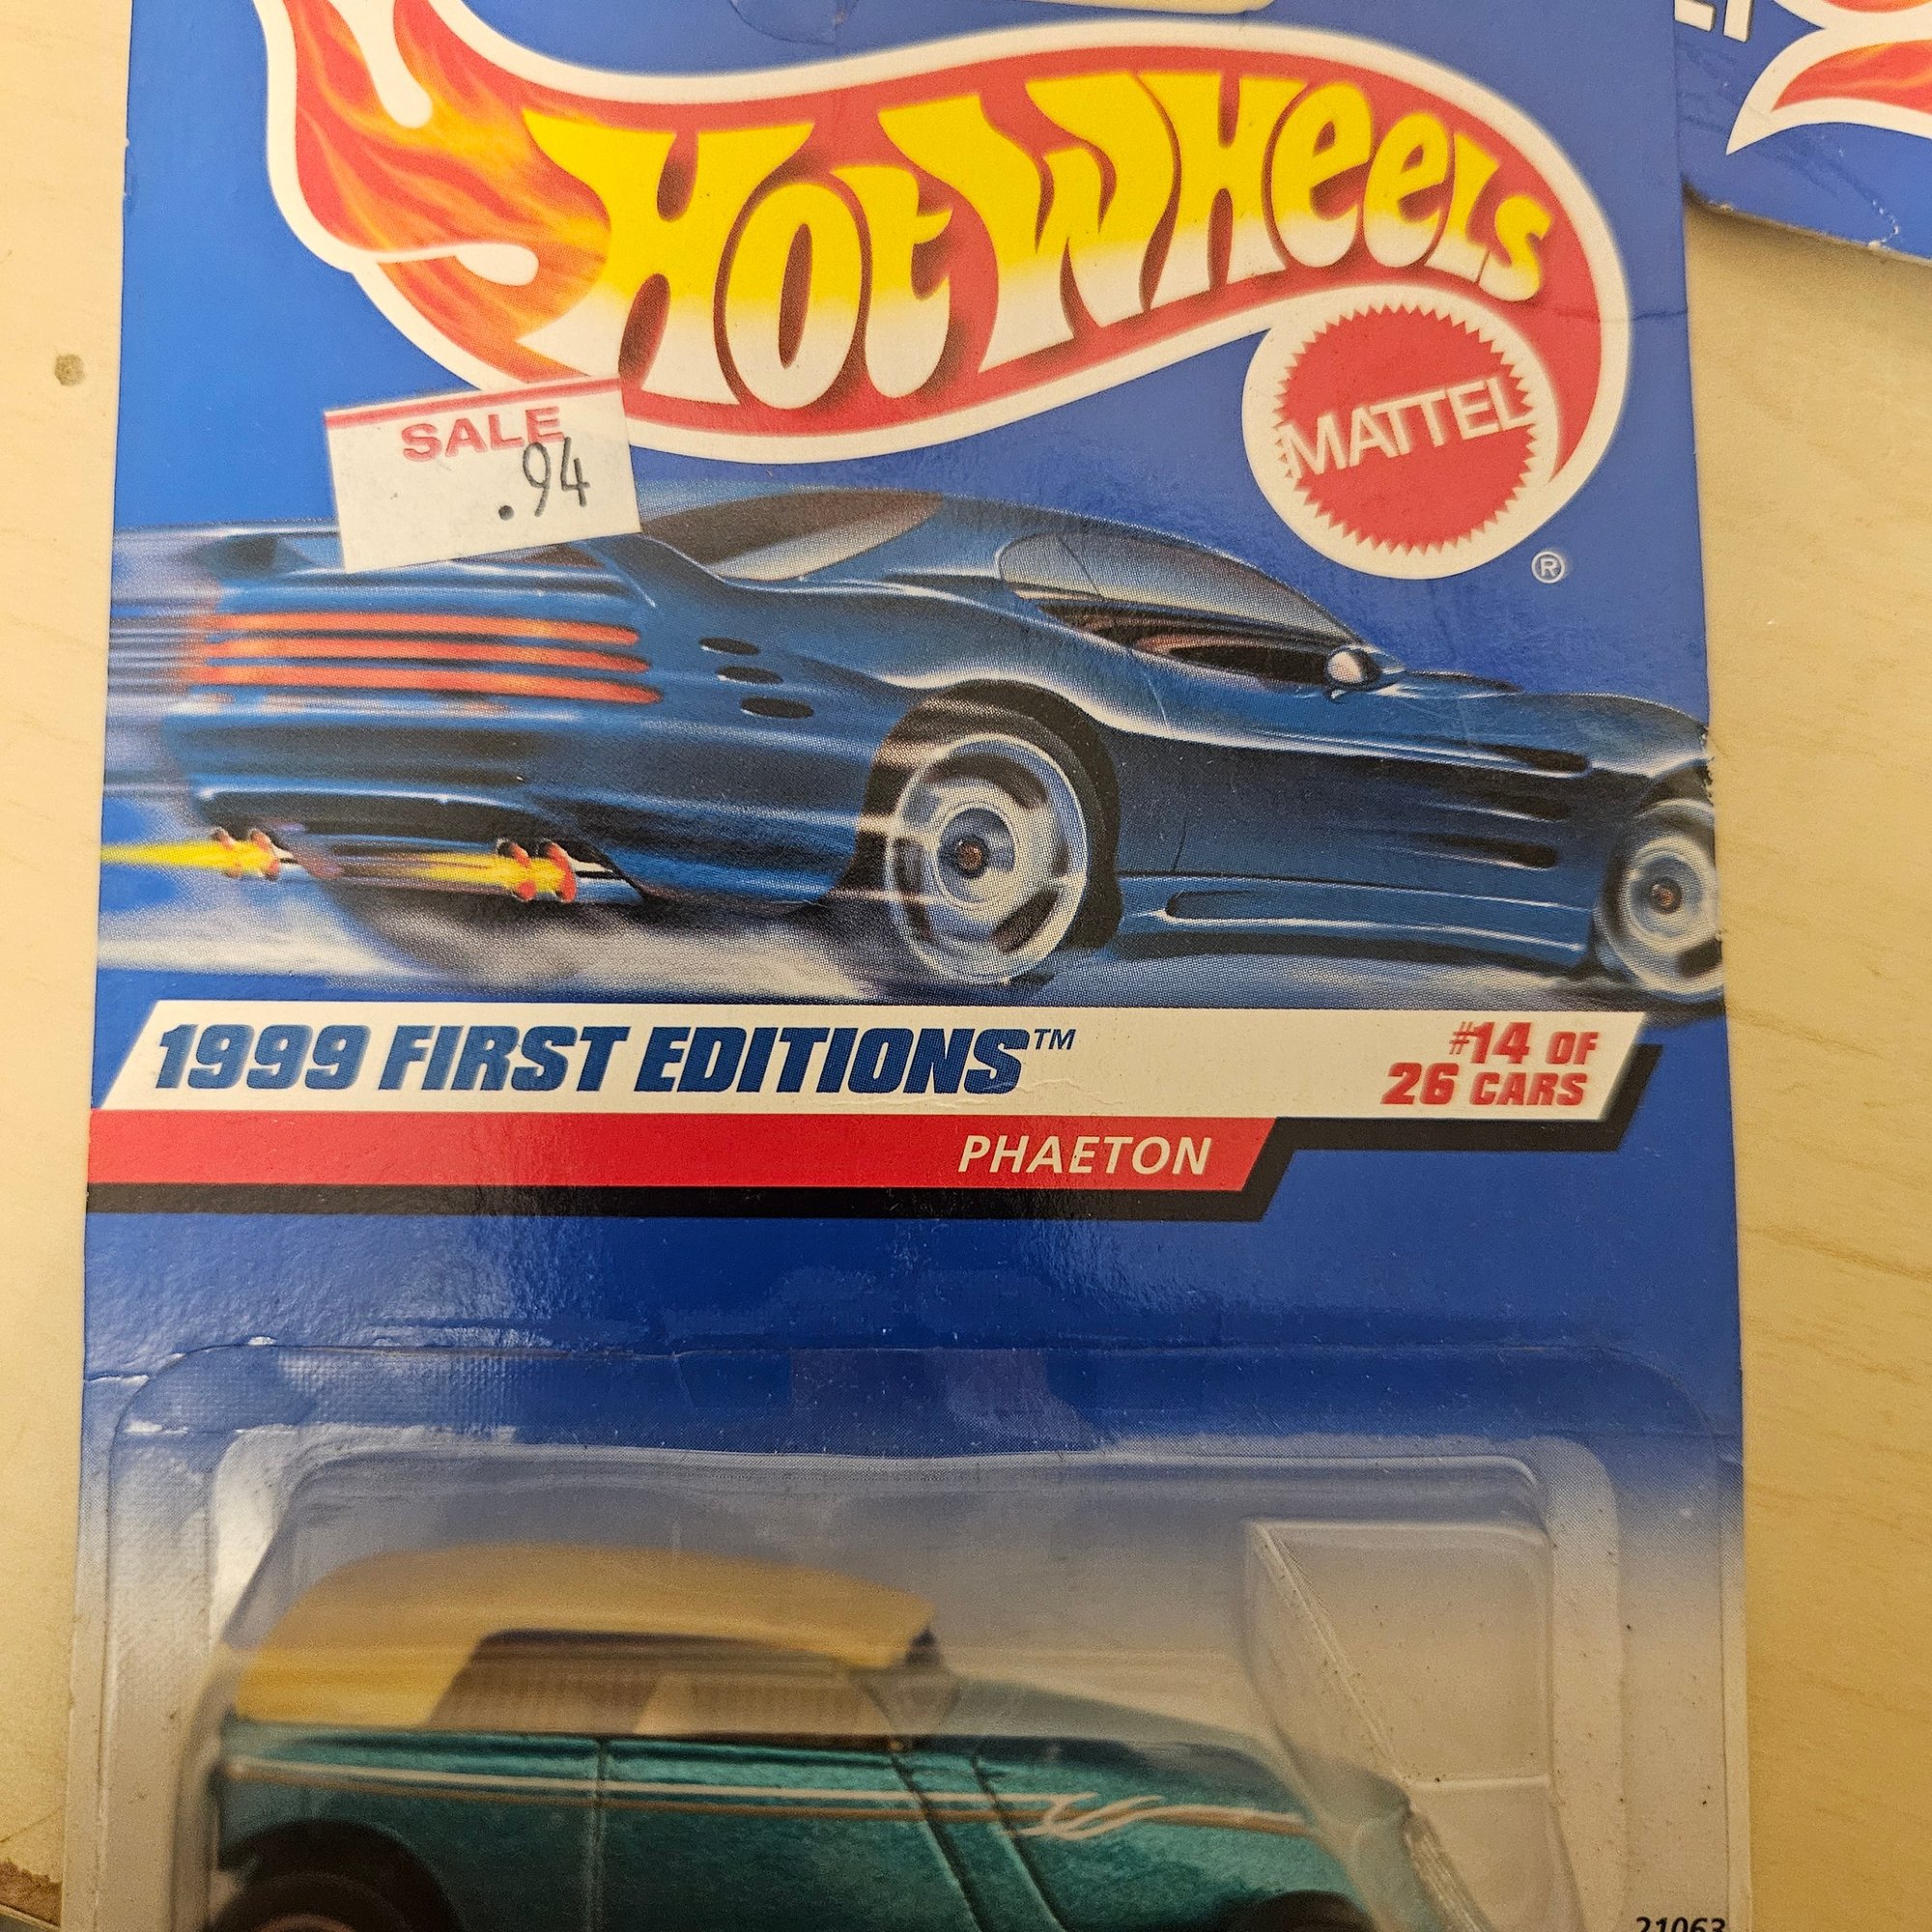 HOT WHEELS
MATTEL
®
SALE
.94
1999 FIRST EDITIONS™
#14 OF
26 CARS
PHAETON
21063